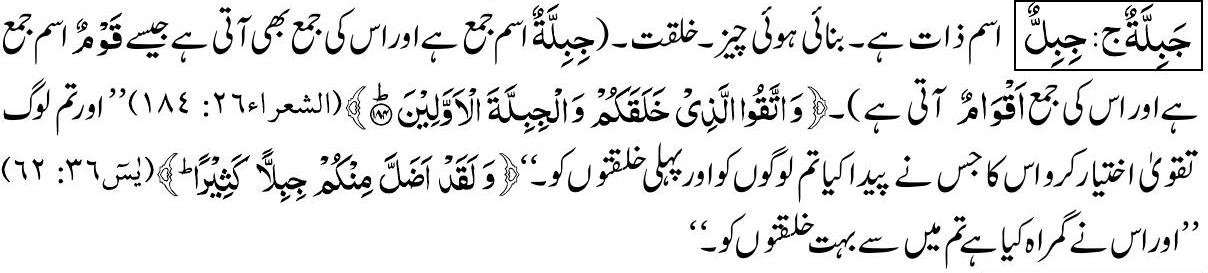 جَبِلَّةٌ ج: جِبِلٌّ اسم ذات ہے۔ بنائی ہوئی چیز۔ خلقت۔ (جِبِلَّةٌ اسم جمع ہے اور اس کی جمع بھی آتی ہے جیسے قَوْمٌ اسم جمع
ہے اور اس کی جمع اَقْوَامٌ آتی ہے)۔ ﴿وَاتَّقُوا الَّذِیْ خَلَقَکُمْ وَالْجِبِلَّةَ الْاَوَّلِیْنَ ؕ۝۱۸۴﴾ (الشعراء۲۶: ۱۸۴) ’’اور تم لوگ
تقویٰ اختیار کرو اس کا جس نے پیدا کیا تم لوگوں کو اور پہلی خلقتوں کو۔‘‘ ﴿وَلَقَدْ اَضَلَّ مِنْکُمْ جِبِلًّا کَثِیْرًا ؕ﴾ (یٰسٓ۳۶: ۶۲)
’’اور اس نے گمراہ کیا ہے تم میں سے بہت خلقتوں کو۔‘‘